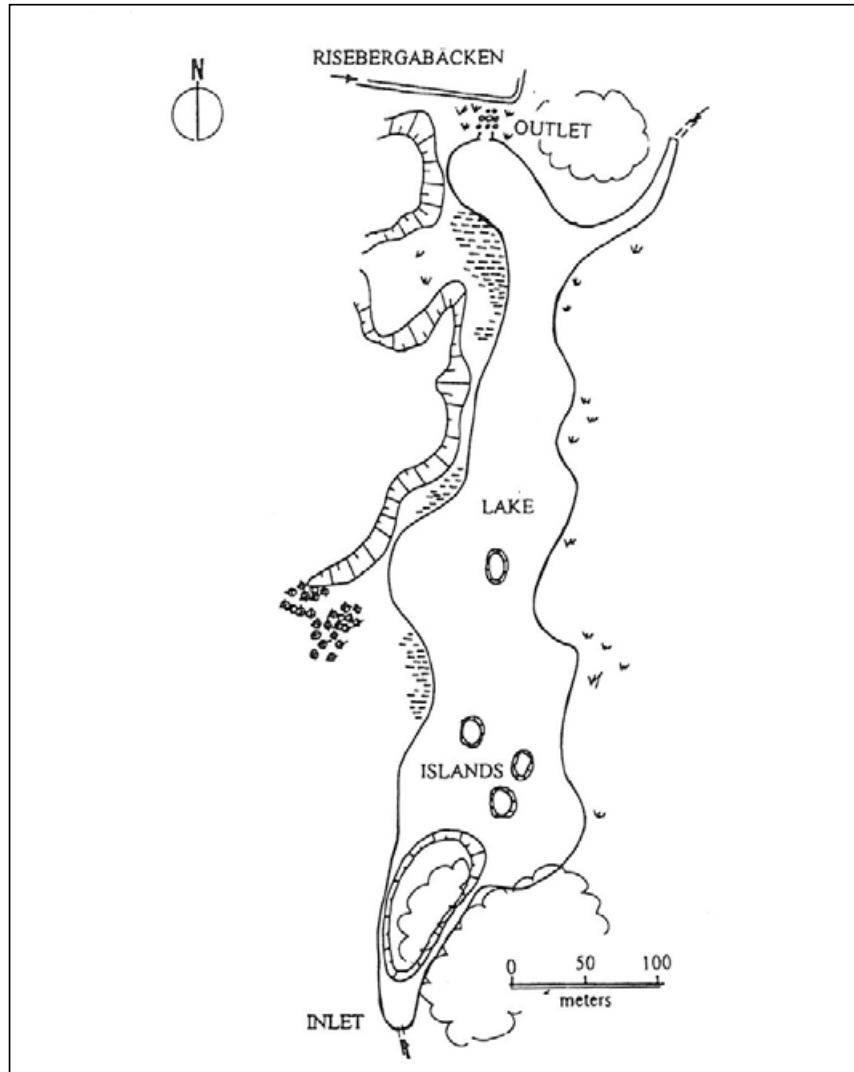 RISEBERGABÄCKEN
N
OUTLET
LAKE
ISLANDS
0 50 100
meters
INLET